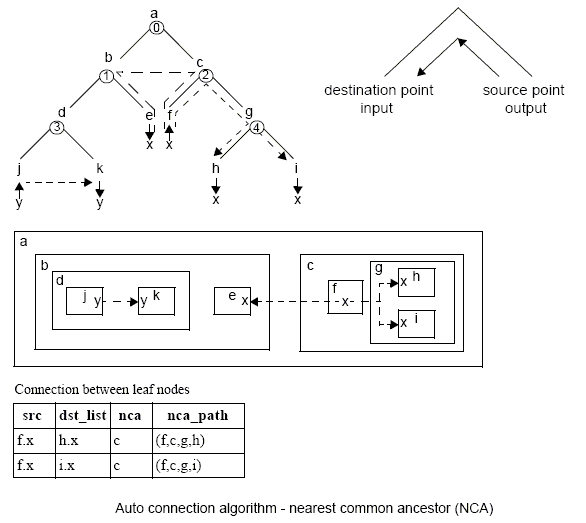 a
0
b
c
1
2
d
e
f
g
3
x
x
4
j
k
h
i
y
y
x
x
destination point
input
source point
output
a
b
c
d
g
j y
y k
e x
f
x
x h
x i
Connection between leaf nodes
src dst_list nca nca_path
f.x h.x c (f,c,g,h)
f.x i.x c (f,c,g,i)
Auto connection algorithm - nearest common ancestor (NCA)